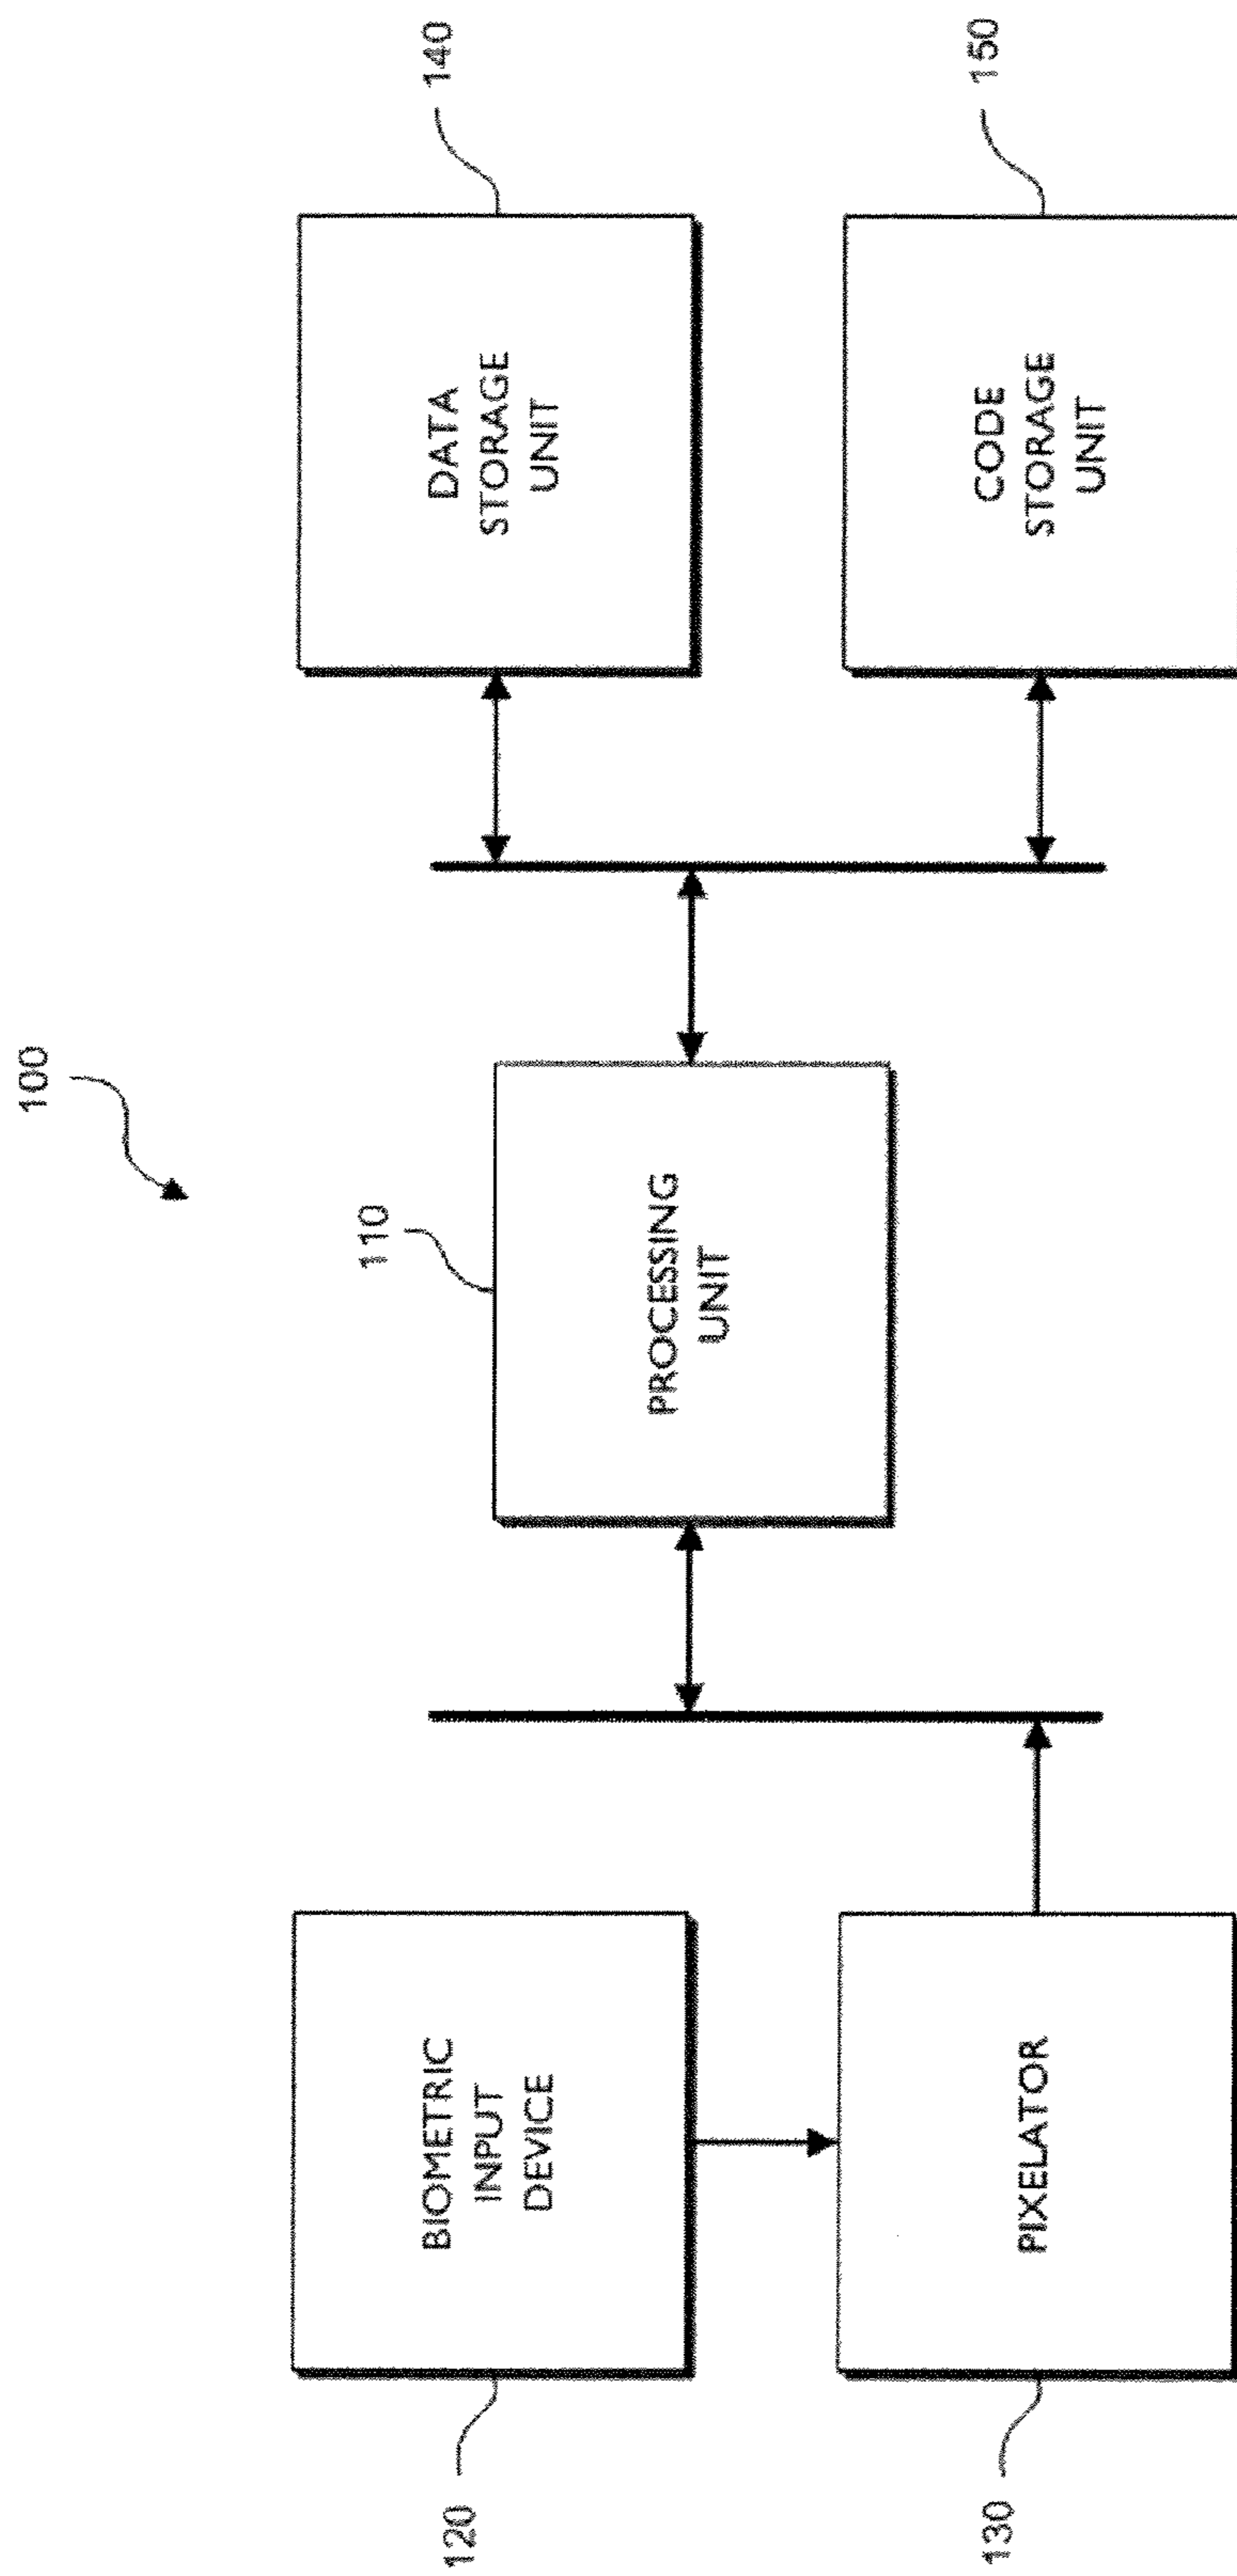 100
120
BIOMETRIC
INPUT
DEVICE
110
PROCESSING
UNIT
140
DATA
STORAGE
UNIT
130
PIXELATOR
150
CODE
STORAGE
UNIT